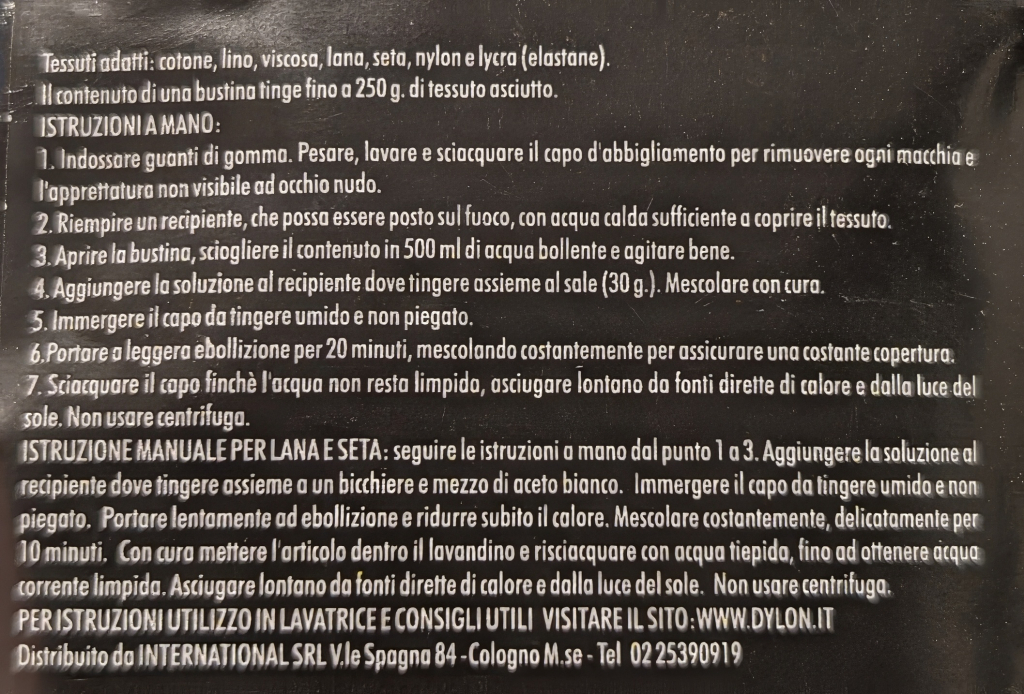 Tessuti adatti: cotone, lino, viscosa, lana, seta, nylon e lycra (elastane).
Il contenuto di una bustina tinge fino a 250 g. di tessuto asciutto.
ISTRUZIONI A MANO:
1. Indossare guanti di gomma. Pesare, lavare e sciacquare il capo d'abbigliamento per rimuovere ogni macchia e
l'apprettatura non visibile ad occhio nudo.
2. Riempire un recipiente, che possa essere posto sul fuoco, con acqua calda sufficiente a coprire il tessuto.
3. Aprire la bustina, sciogliere il contenuto in 500 ml di acqua bollente e agitare bene.
4. Aggiungere la soluzione al recipiente dove tingere assieme al sale (30 g.). Mescolare con cura.
5. Immergere il capo da tingere umido e non piegato.
6.Portare a leggera ebollizione per 20 minuti, mescolando costantemente per assicurare una costante copertura.
7. Sciacquare il capo finchè l'acqua non resta limpida, asciugare lontano da fonti dirette di calore e dalla luce del
sole. Non usare centrifuga.
ISTRUZIONE MANUALE PER LANA E SETA: seguire le istruzioni a mano dal punto 1 a 3. Aggiungere la soluzione al
recipiente dove tingere assieme a un bicchiere e mezzo di aceto bianco. Immergere il capo da tingere umido e non
piegato. Portare lentamente ad ebollizione e ridurre subito il calore. Mescolare costantemente, delicatamente per
10 minuti. Con cura mettere l'articolo dentro il lavandino e risciacquare con acqua tiepida, fino ad ottenere acqua
corrente limpida. Asciugare lontano da fonti dirette di calore e dalla luce del sole. Non usare centrifuga.
PER ISTRUZIONI UTILIZZO IN LAVATRICE E CONSIGLI UTILI VISITARE IL SITO:WWW.DYLON.IT
Distribuito da INTERNATIONAL SRL V.le Spagna 84 - Cologno M.se - Tel 02 25390919